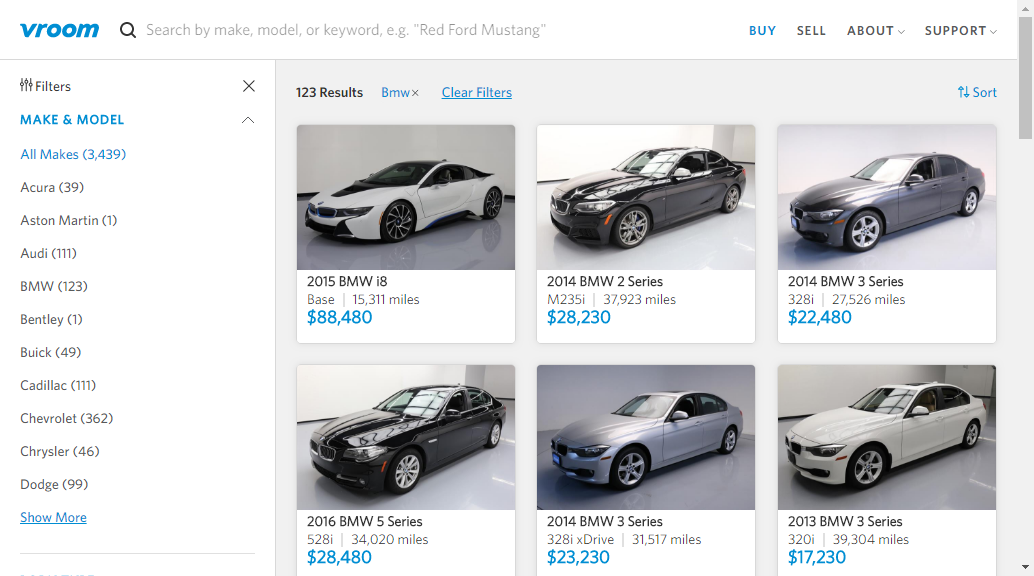 vroom
Search by make, model, or keyword, e.g. "Red Ford Mustang"
BUY
SELL
ABOUT
SUPPORT
Filters
MAKE & MODEL
All Makes (3,439)
Acura (39)
Aston Martin (1)
Audi (111)
BMW (123)
Bentley (1)
Buick (49)
Cadillac (111)
Chevrolet (362)
Chrysler (46)
Dodge (99)
Show More
123 Results
Bmw×
Clear Filters
Sort
2015 BMW i8
Base | 15,311 miles
$88,480
2014 BMW 2 Series
M235i | 37,923 miles
$28,230
2014 BMW 3 Series
328i | 27,526 miles
$22,480
2016 BMW 5 Series
528i | 34,020 miles
$28,480
2014 BMW 3 Series
328i xDrive | 31,517 miles
$23,230
2013 BMW 3 Series
320i | 39,304 miles
$17,230